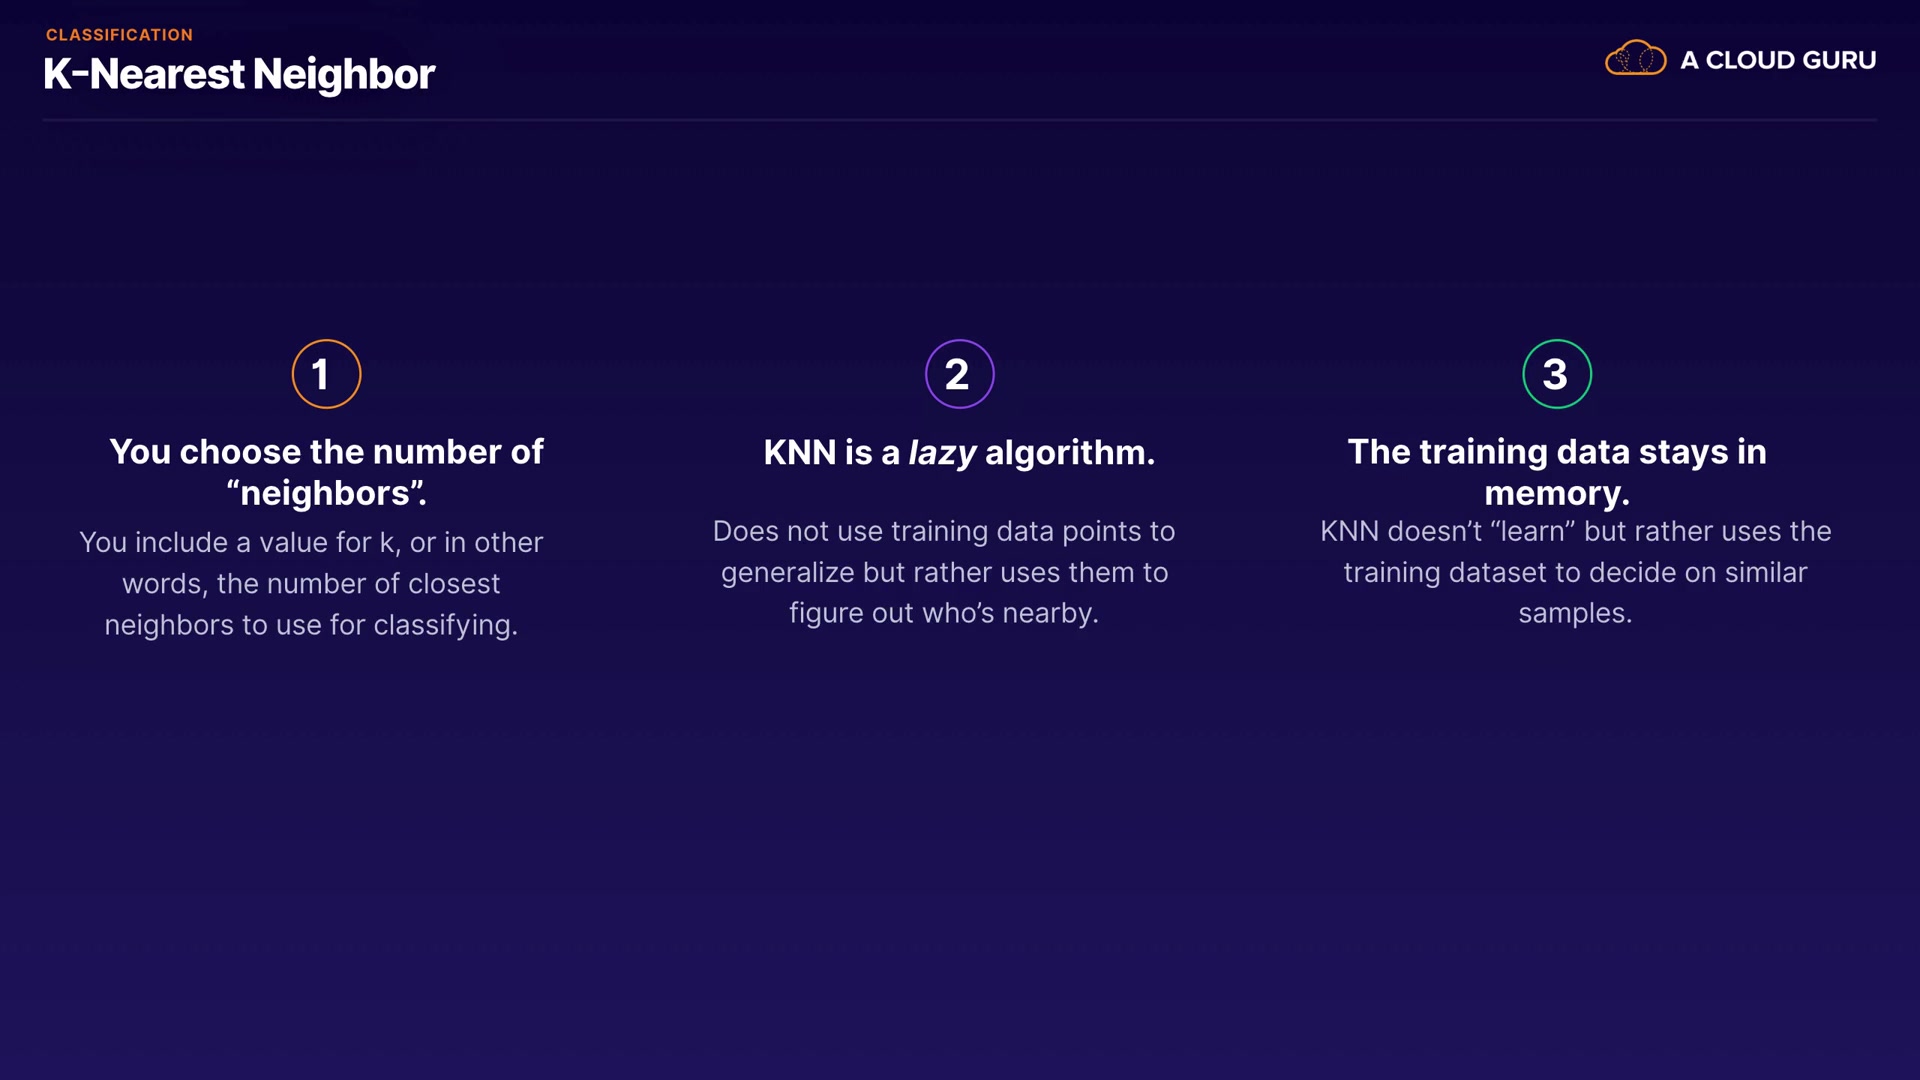 CLASSIFICATION
K-Nearest Neighbor
A CLOUD GURU
1
You choose the number of
“neighbors”.
You include a value for k, or in other
words, the number of closest
neighbors to use for classifying.
2
KNN is a lazy algorithm.
Does not use training data points to
generalize but rather uses them to
figure out who’s nearby.
3
The training data stays in
memory.
KNN doesn’t “learn” but rather uses the
training dataset to decide on similar
samples.